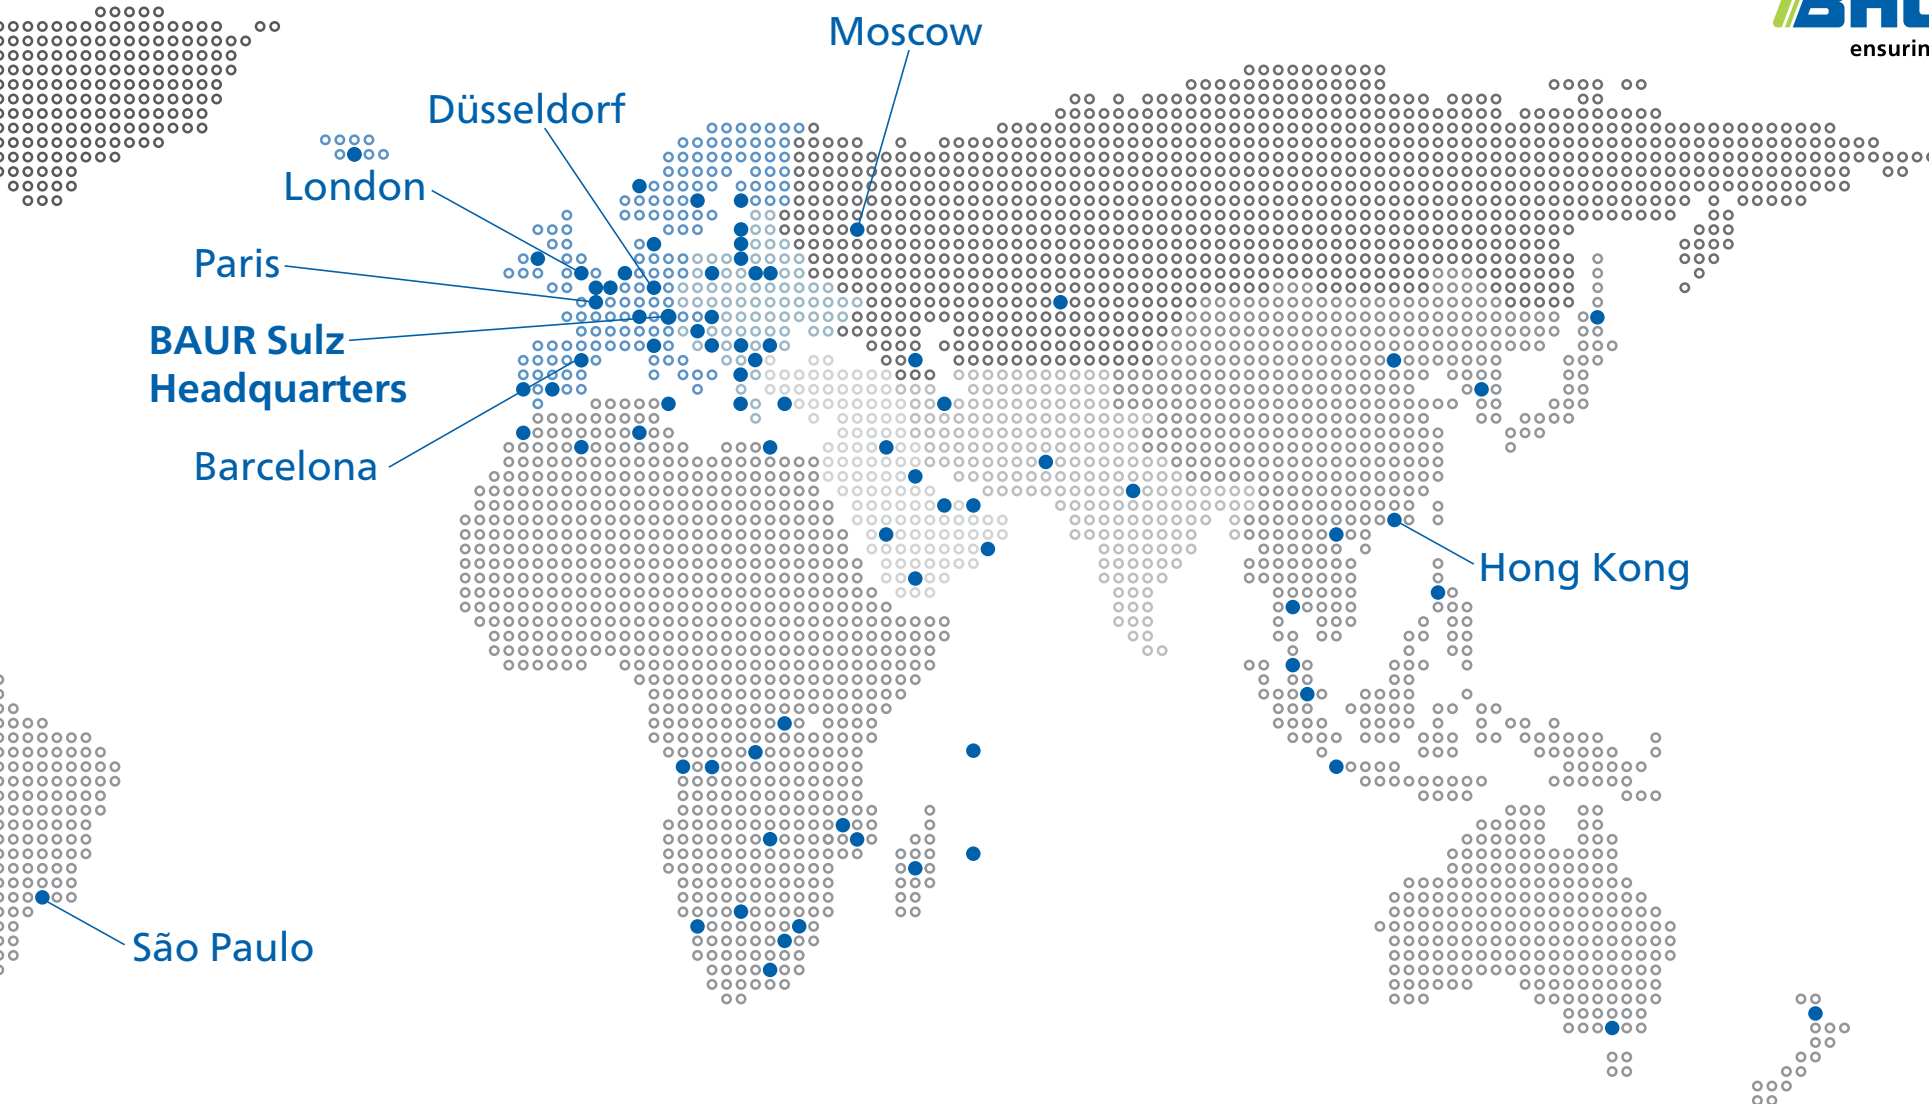 Moscow
Düsseldorf
London
Paris
BAUR Sulz
Headquarters
Barcelona
Hong Kong
São Paulo